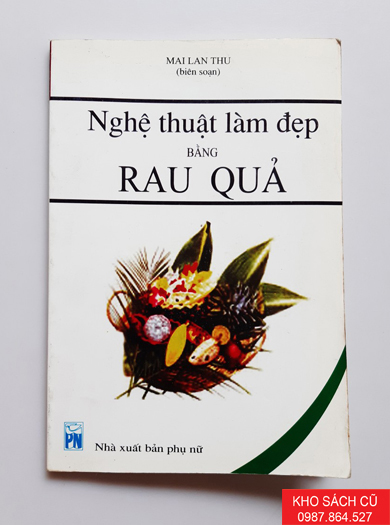 MAI LAN THU
(biên soạn)
Nghệ thuật làm đẹp
BẰNG
RAU QUẢ
PN
Nhà xuất bản phụ nữ
KHO SÁCH CŨ
0987.864.527